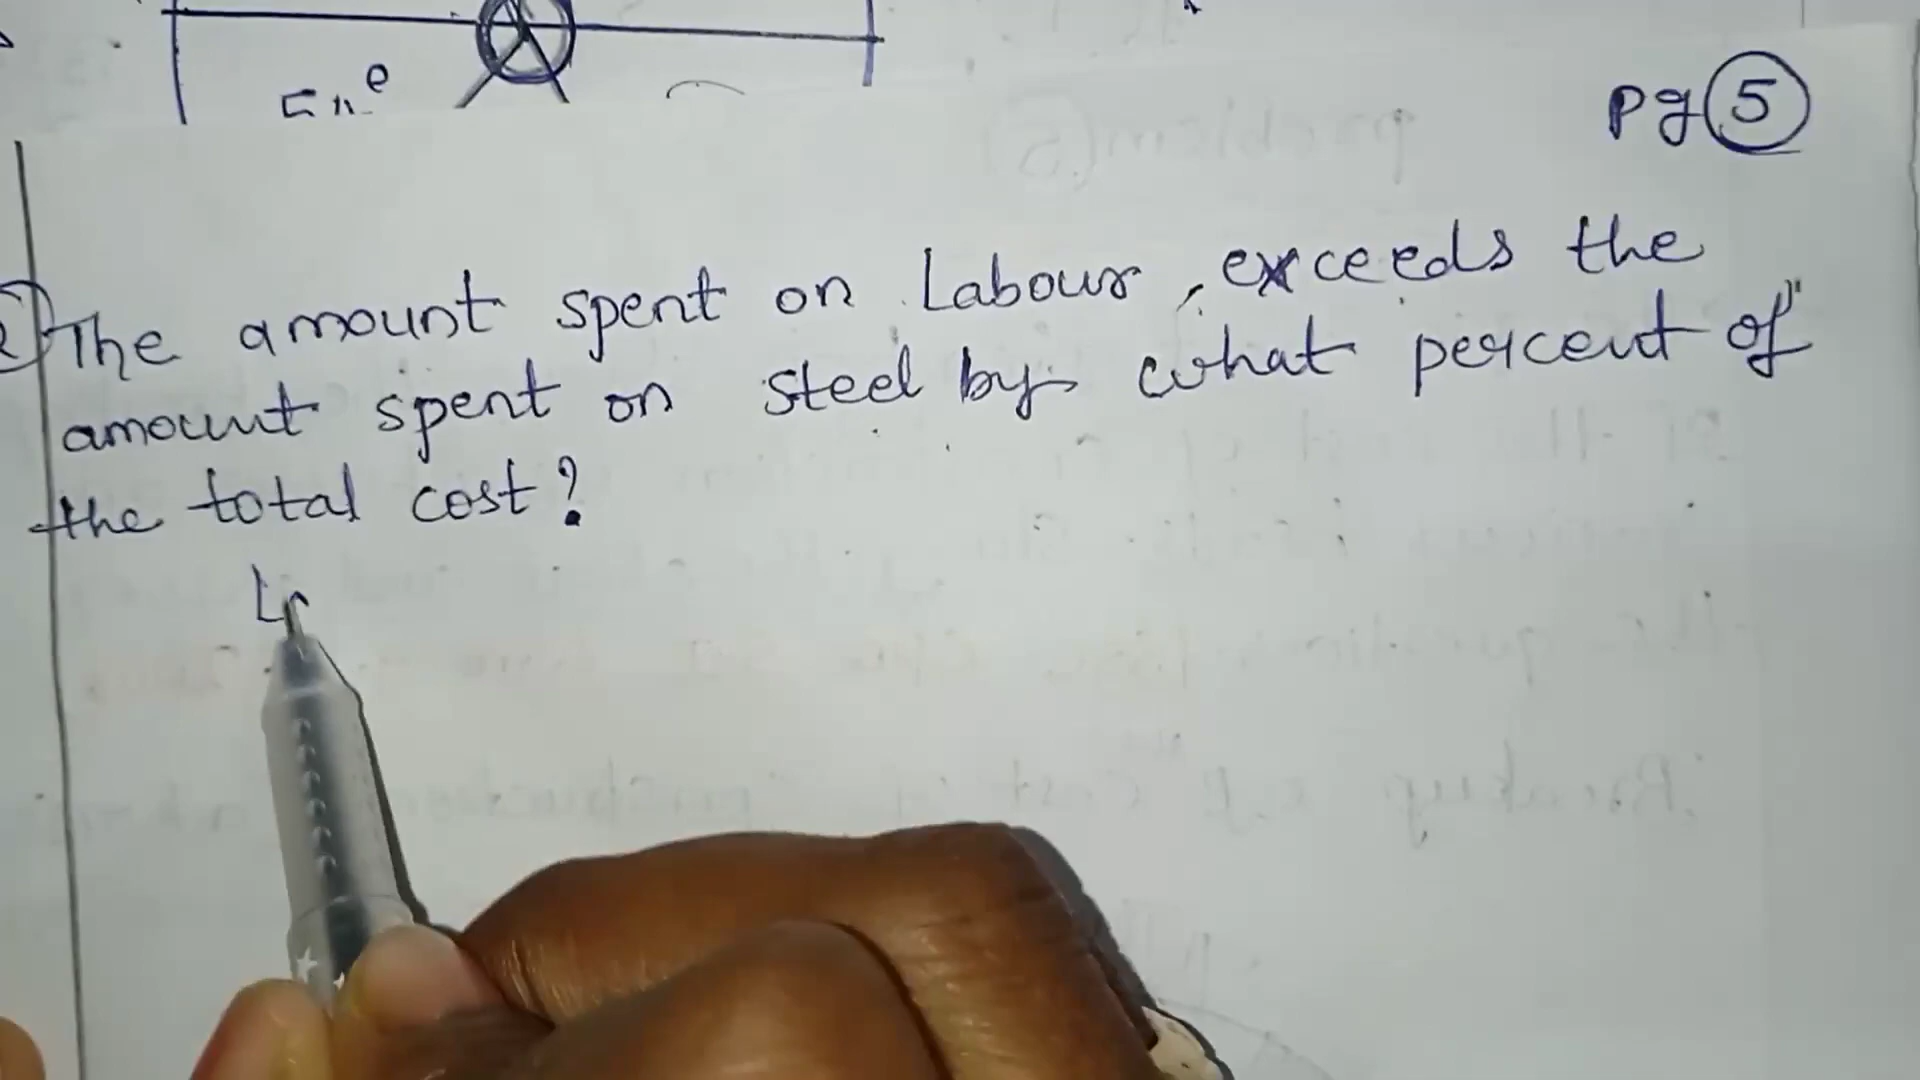 pg 5
The amount spent on Labour, exceeds the
amount spent on steel by what percent of
the total cost?